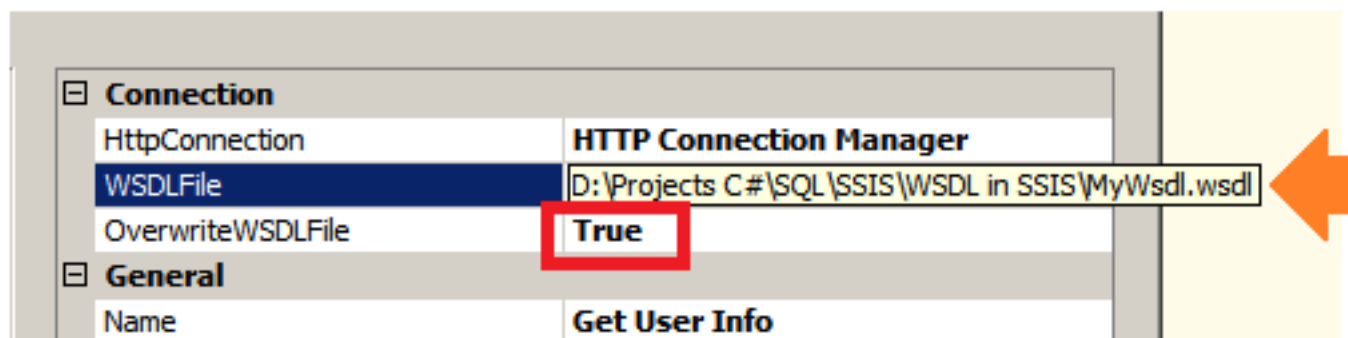 Connection
HttpConnection HTTP Connection Manager
WSDLFile D:\Projects C#\SQL\SSIS\WSDL in SSIS\MyWsdl.wsdl
OverwriteWSDLFile True
General
Name Get User Info